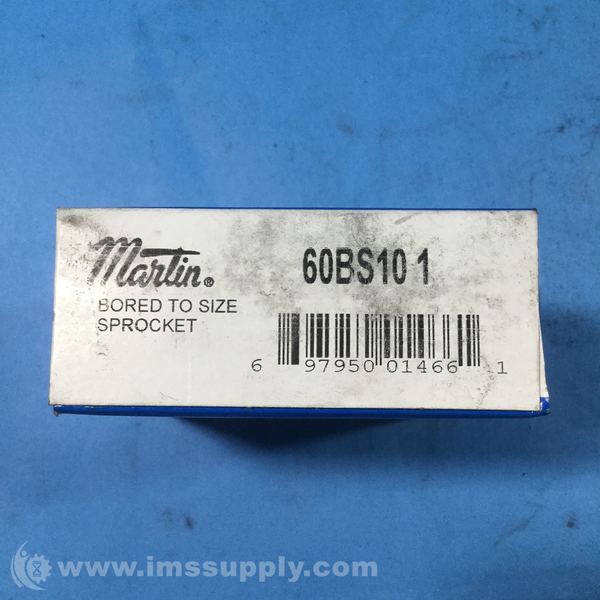 Martin®
60BS10 1
BORED TO SIZE
SPROCKET
6 97950 01466 1
www.imssupply.com